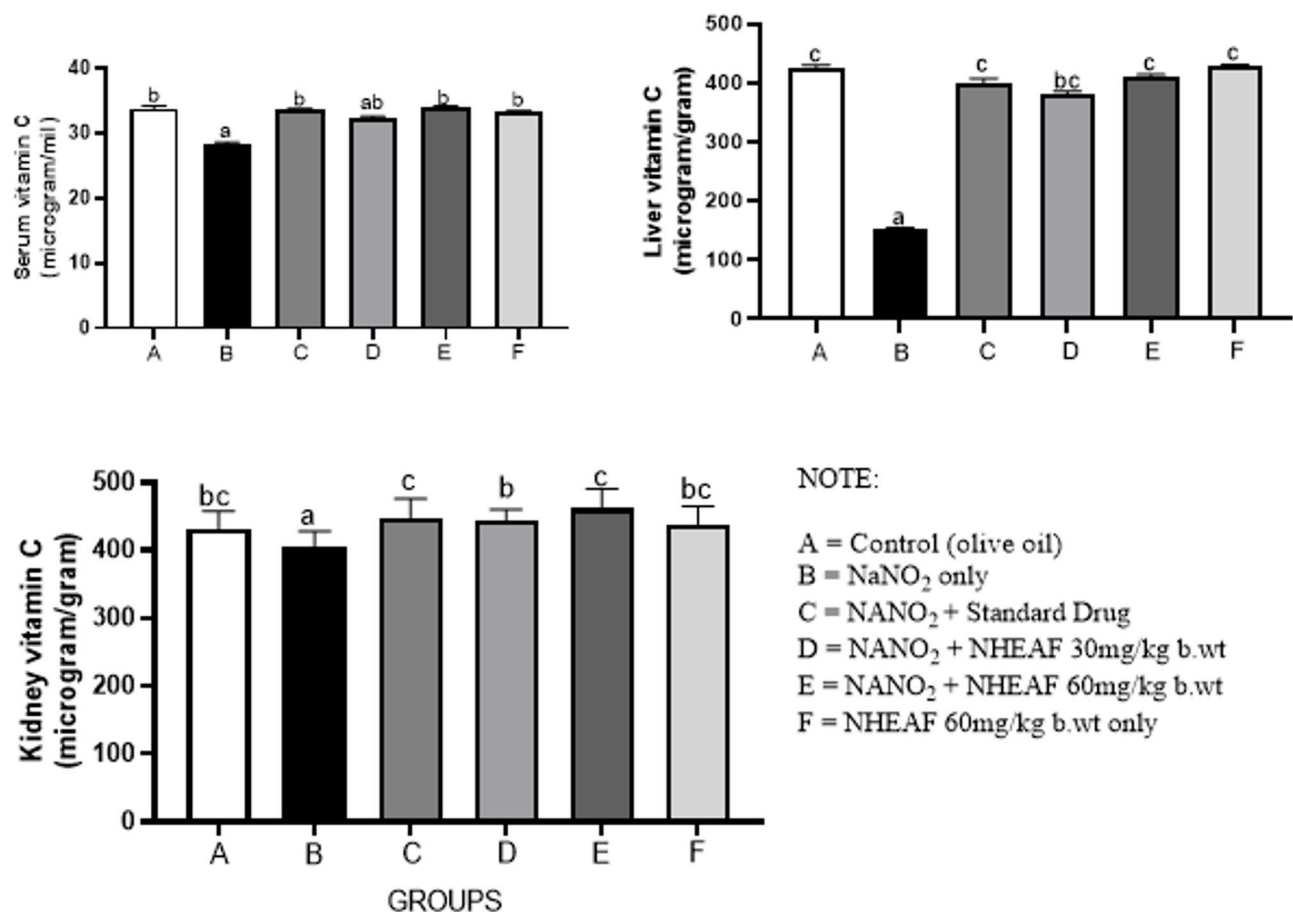 Serum vitamin C
(microgram/mil)
40
30
20
10
0
b
a
b
ab
b
b
A
B
C
D
E
F
Liver vitamin C
(microgram/gram)
500
400
300
200
100
0
c
a
c
bc
c
c
A
B
C
D
E
F
Kidney vitamin C
(microgram/gram)
500
400
300
200
100
0
bc
a
c
b
c
bc
A
B
C
D
E
F
GROUPS
NOTE:
A = Control (olive oil)
B = NaNO₂ only
C = NANO₂ + Standard Drug
D = NANO₂ + NHEAF 30mg/kg b.wt
E = NANO₂ + NHEAF 60mg/kg b.wt
F = NHEAF 60mg/kg b.wt only